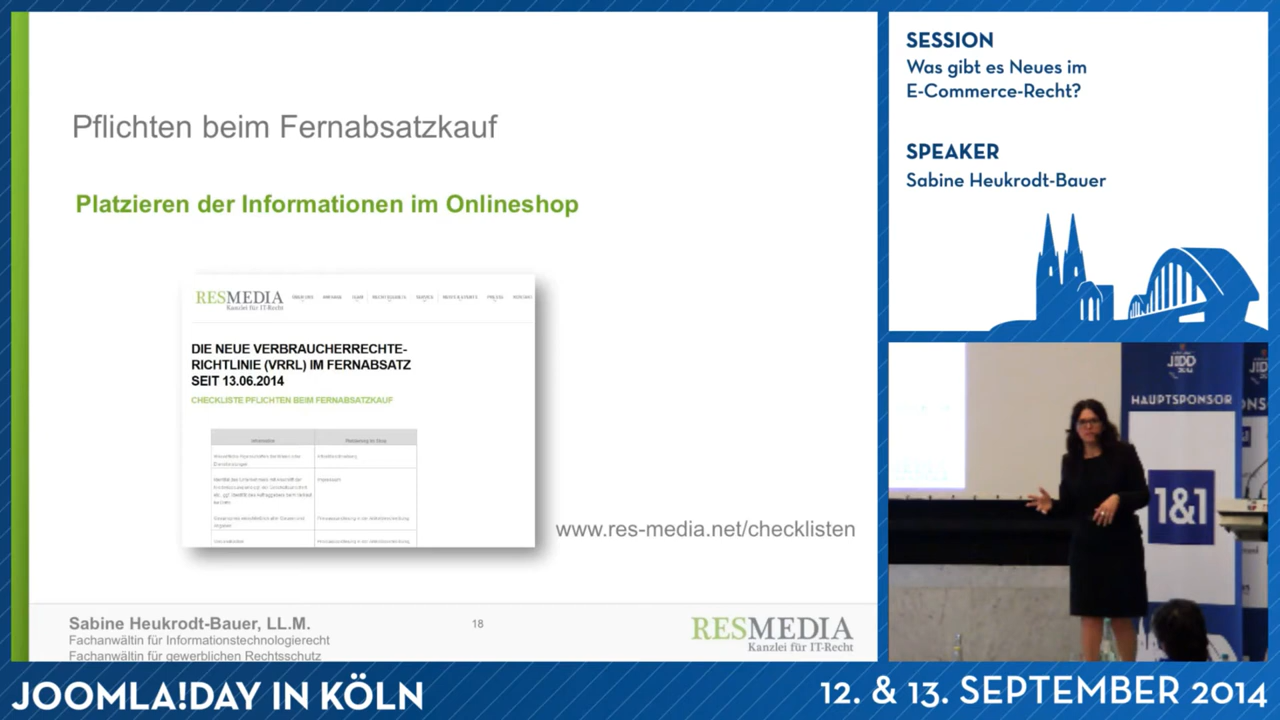 Pflichten beim Fernabsatzkauf
Platzieren der Informationen im Onlineshop
RESMEDIA
Kanzlei für IT-Recht
DIE NEUE VERBRAUCHERRECHTE-
RICHTLINIE (VRRL) IM FERNABSATZ
SEIT 13.06.2014
CHECKLISTE PFLICHTEN BEIM FERNABSATZKAUF
Information
Impressum
www.res-media.net/checklisten
Sabine Heukrodt-Bauer, LL.M.
Fachanwältin für Informationstechnologierecht
Fachanwältin für gewerblichen Rechtsschutz
18
RESMEDIA
Kanzlei für IT-Recht
SESSION
Was gibt es Neues im
E-Commerce-Recht?
SPEAKER
Sabine Heukrodt-Bauer
JDD
HAUPTSPONSOR
1&1
JOOMLA!DAY IN KÖLN
12. & 13. SEPTEMBER 2014